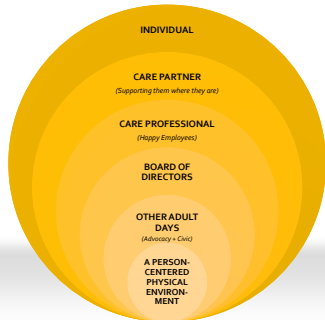 INDIVIDUAL
CARE PARTNER
(Supporting them where they are)
CARE PROFESSIONAL
(Happy Employees)
BOARD OF
DIRECTORS
OTHER ADULT
DAYS
(Advocacy + Civic)
A PERSON-
CENTERED
PHYSICAL
ENVIRON-
MENT